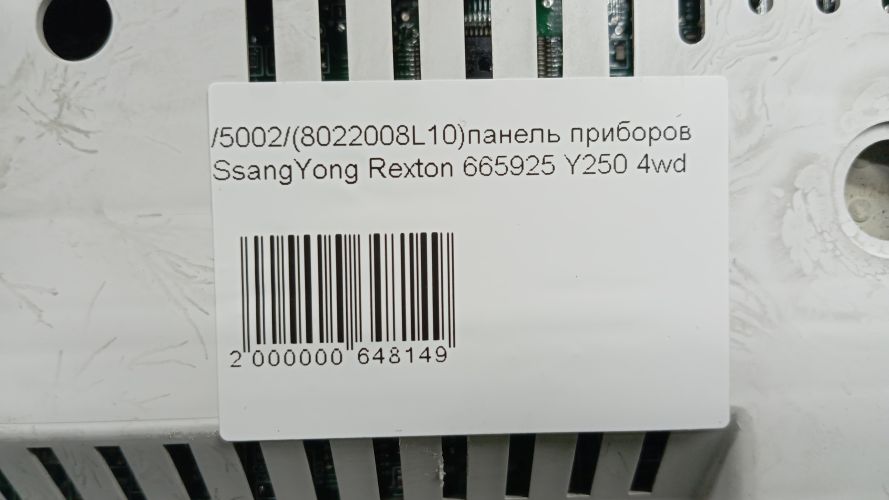 /5002/(8022008L10)панель приборов
SsangYong Rexton 665925 Y250 4wd
2 000000 648149